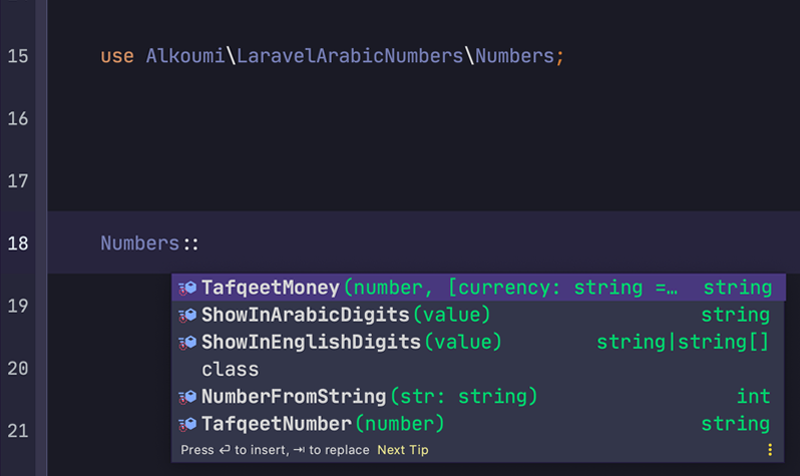 15 use Alkoumi\LaravelArabicNumbers\Numbers;
16
17
18 Numbers::
19 TafqeetMoney(number, [currency: string =… string
ShowInArabicDigits(value) string
ShowInEnglishDigits(value) string|string[]
20 class
NumberFromString(str: string) int
21 TafqeetNumber(number) string
Press ⏎ to insert, ⇥ to replace Next Tip